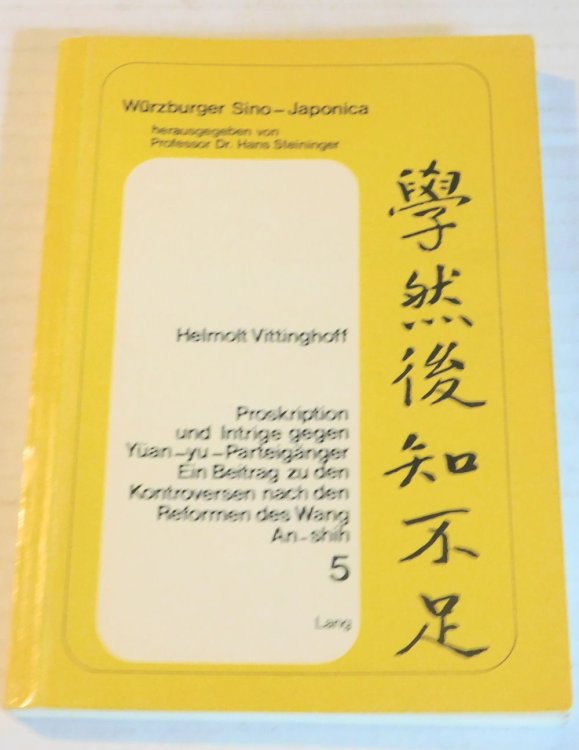 Würzburger Sino-Japonica
herausgegeben von
Professor Dr. Hans Steininger
Helmolt Vittinghoff
Proskription
und Intrige gegen
Yüan-yu-Parteigänger
Ein Beitrag zu den
Kontroversen nach den
Reformen des Wang
An-shih
5
Lang
學然後知不足